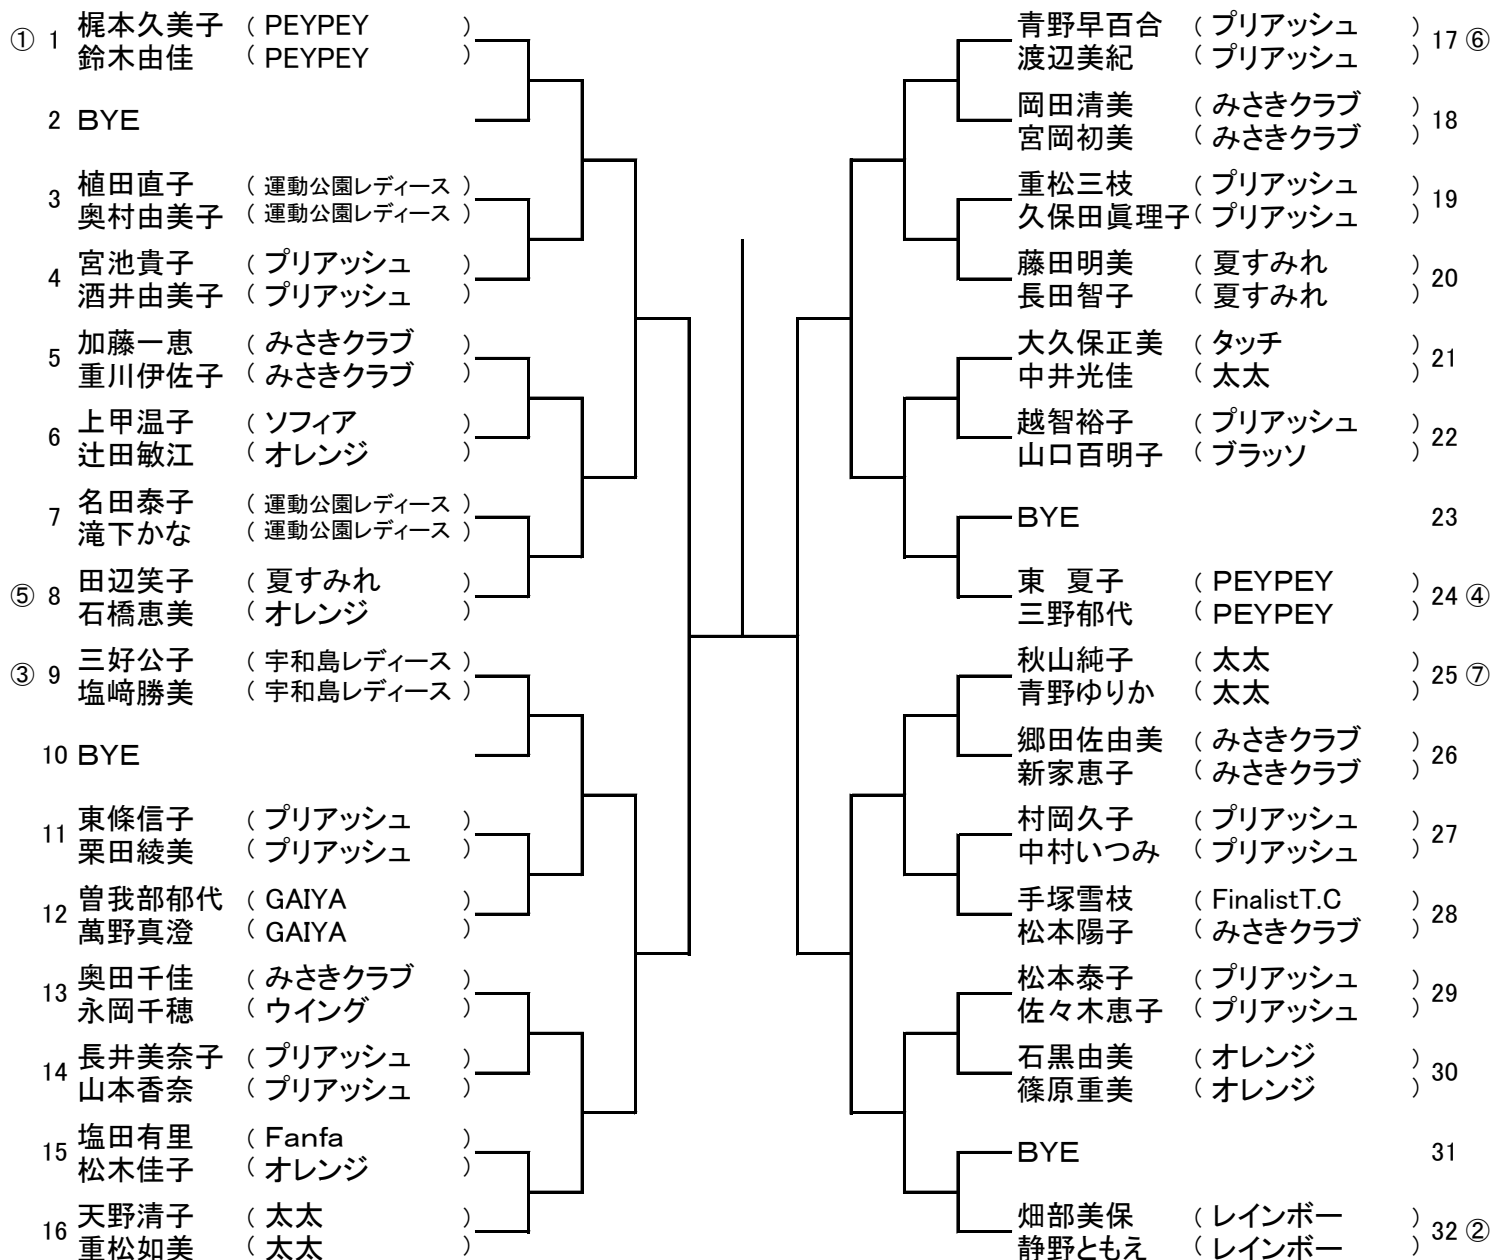 ① 1 梶本久美子 ( PEYPEY )
鈴木由佳 ( PEYPEY )
2 BYE
3 植田直子 ( 運動公園レディース )
奥村由美子 ( 運動公園レディース )
4 宮池貴子 ( プリアッシュ )
酒井由美子 ( プリアッシュ )
5 加藤一恵 ( みさきクラブ )
重川伊佐子 ( みさきクラブ )
6 上甲温子 ( ソフィア )
辻田敏江 ( オレンジ )
7 名田泰子 ( 運動公園レディース )
滝下かな ( 運動公園レディース )
⑤ 8 田辺笑子 ( 夏すみれ )
石橋恵美 ( オレンジ )
③ 9 三好公子 ( 宇和島レディース )
塩﨑勝美 ( 宇和島レディース )
10 BYE
11 東條信子 ( プリアッシュ )
栗田綾美 ( プリアッシュ )
12 曽我部郁代 ( GAIYA )
萬野真澄 ( GAIYA )
13 奥田千佳 ( みさきクラブ )
永岡千穂 ( ウイング )
14 長井美奈子 ( プリアッシュ )
山本香奈 ( プリアッシュ )
15 塩田有里 ( Fanfa )
松木佳子 ( オレンジ )
16 天野清子 ( 太太 )
重松如美 ( 太太 )
青野早百合 ( プリアッシュ ) 17 ⑥
渡辺美紀 ( プリアッシュ )
岡田清美 ( みさきクラブ ) 18
宮岡初美 ( みさきクラブ )
重松三枝 ( プリアッシュ ) 19
久保田眞理子 ( プリアッシュ )
藤田明美 ( 夏すみれ ) 20
長田智子 ( 夏すみれ )
大久保正美 ( タッチ ) 21
中井光佳 ( 太太 )
越智裕子 ( プリアッシュ ) 22
山口百明子 ( ブラッソ )
BYE 23
東 夏子 ( PEYPEY ) 24 ④
三野郁代 ( PEYPEY )
秋山純子 ( 太太 ) 25 ⑦
青野ゆりか ( 太太 )
郷田佐由美 ( みさきクラブ ) 26
新家恵子 ( みさきクラブ )
村岡久子 ( プリアッシュ ) 27
中村いつみ ( プリアッシュ )
手塚雪枝 ( FinalistT.C ) 28
松本陽子 ( みさきクラブ )
松本泰子 ( プリアッシュ ) 29
佐々木恵子 ( プリアッシュ )
石黒由美 ( オレンジ ) 30
篠原重美 ( オレンジ )
BYE 31
畑部美保 ( レインボー ) 32 ②
静野ともえ ( レインボー )